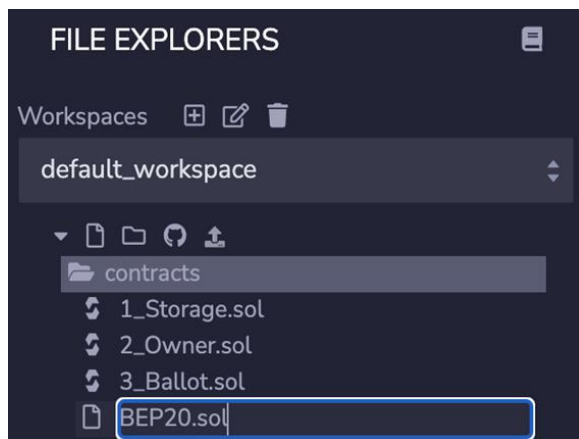 FILE EXPLORERS
Workspaces
default_workspace
contracts
1_Storage.sol
2_Owner.sol
3_Ballot.sol
BEP20.sol